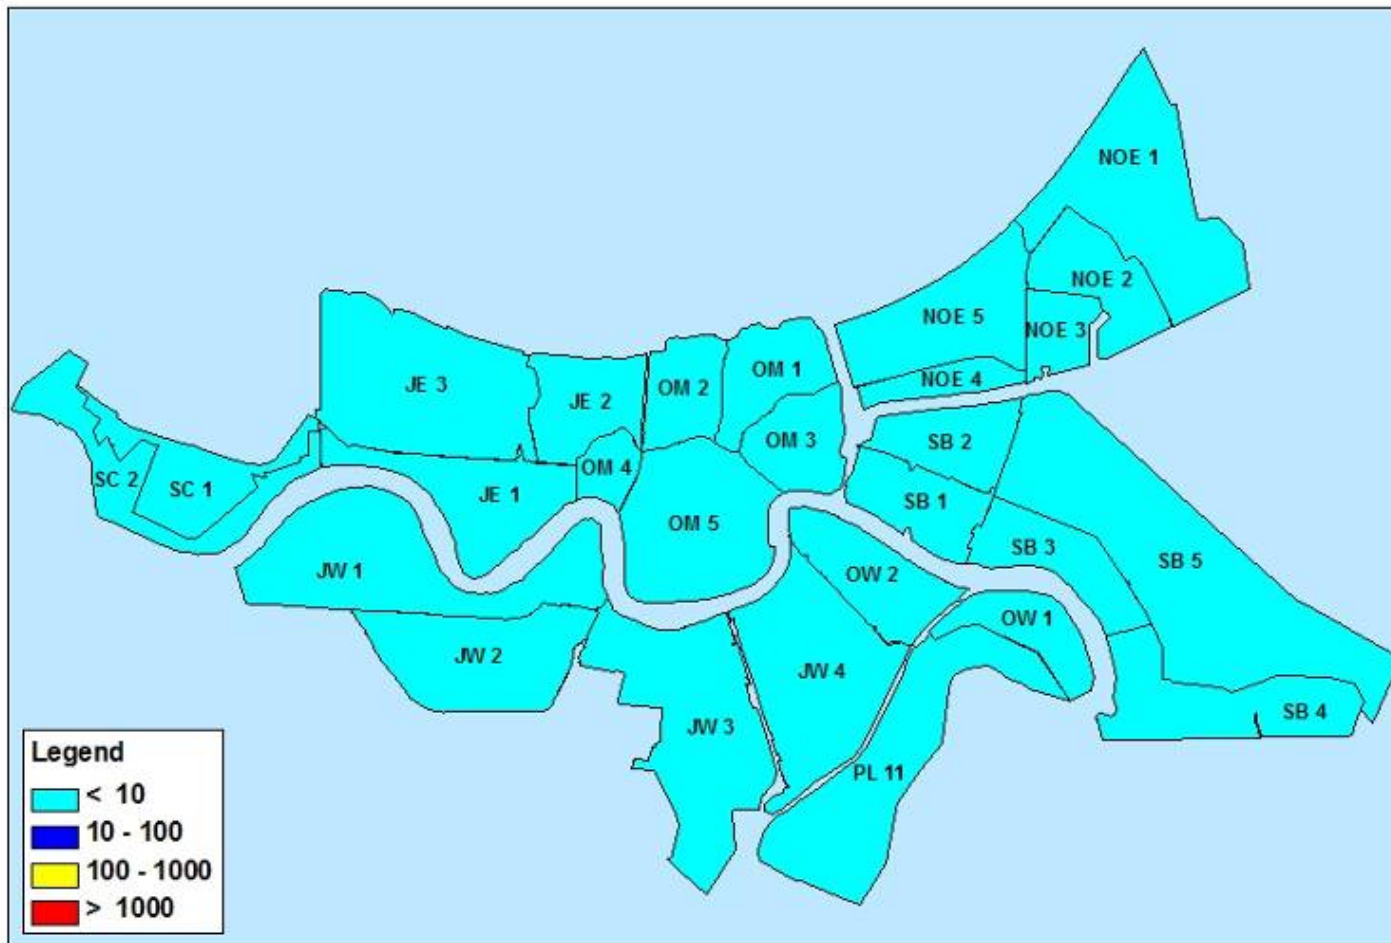 NOE 1
NOE 2
NOE 5
NOE 3
OM 1
JE 3
OM 2
NOE 4
JE 2
OM 3
SB 2
OM 4
SC 2
SC 1
JE 1
SB 1
OM 5
SB 3
SB 5
JW 1
OW 2
OW 1
JW 2
JW 4
SB 4
JW 3
PL 11
Legend
< 10
10 - 100
100 - 1000
> 1000